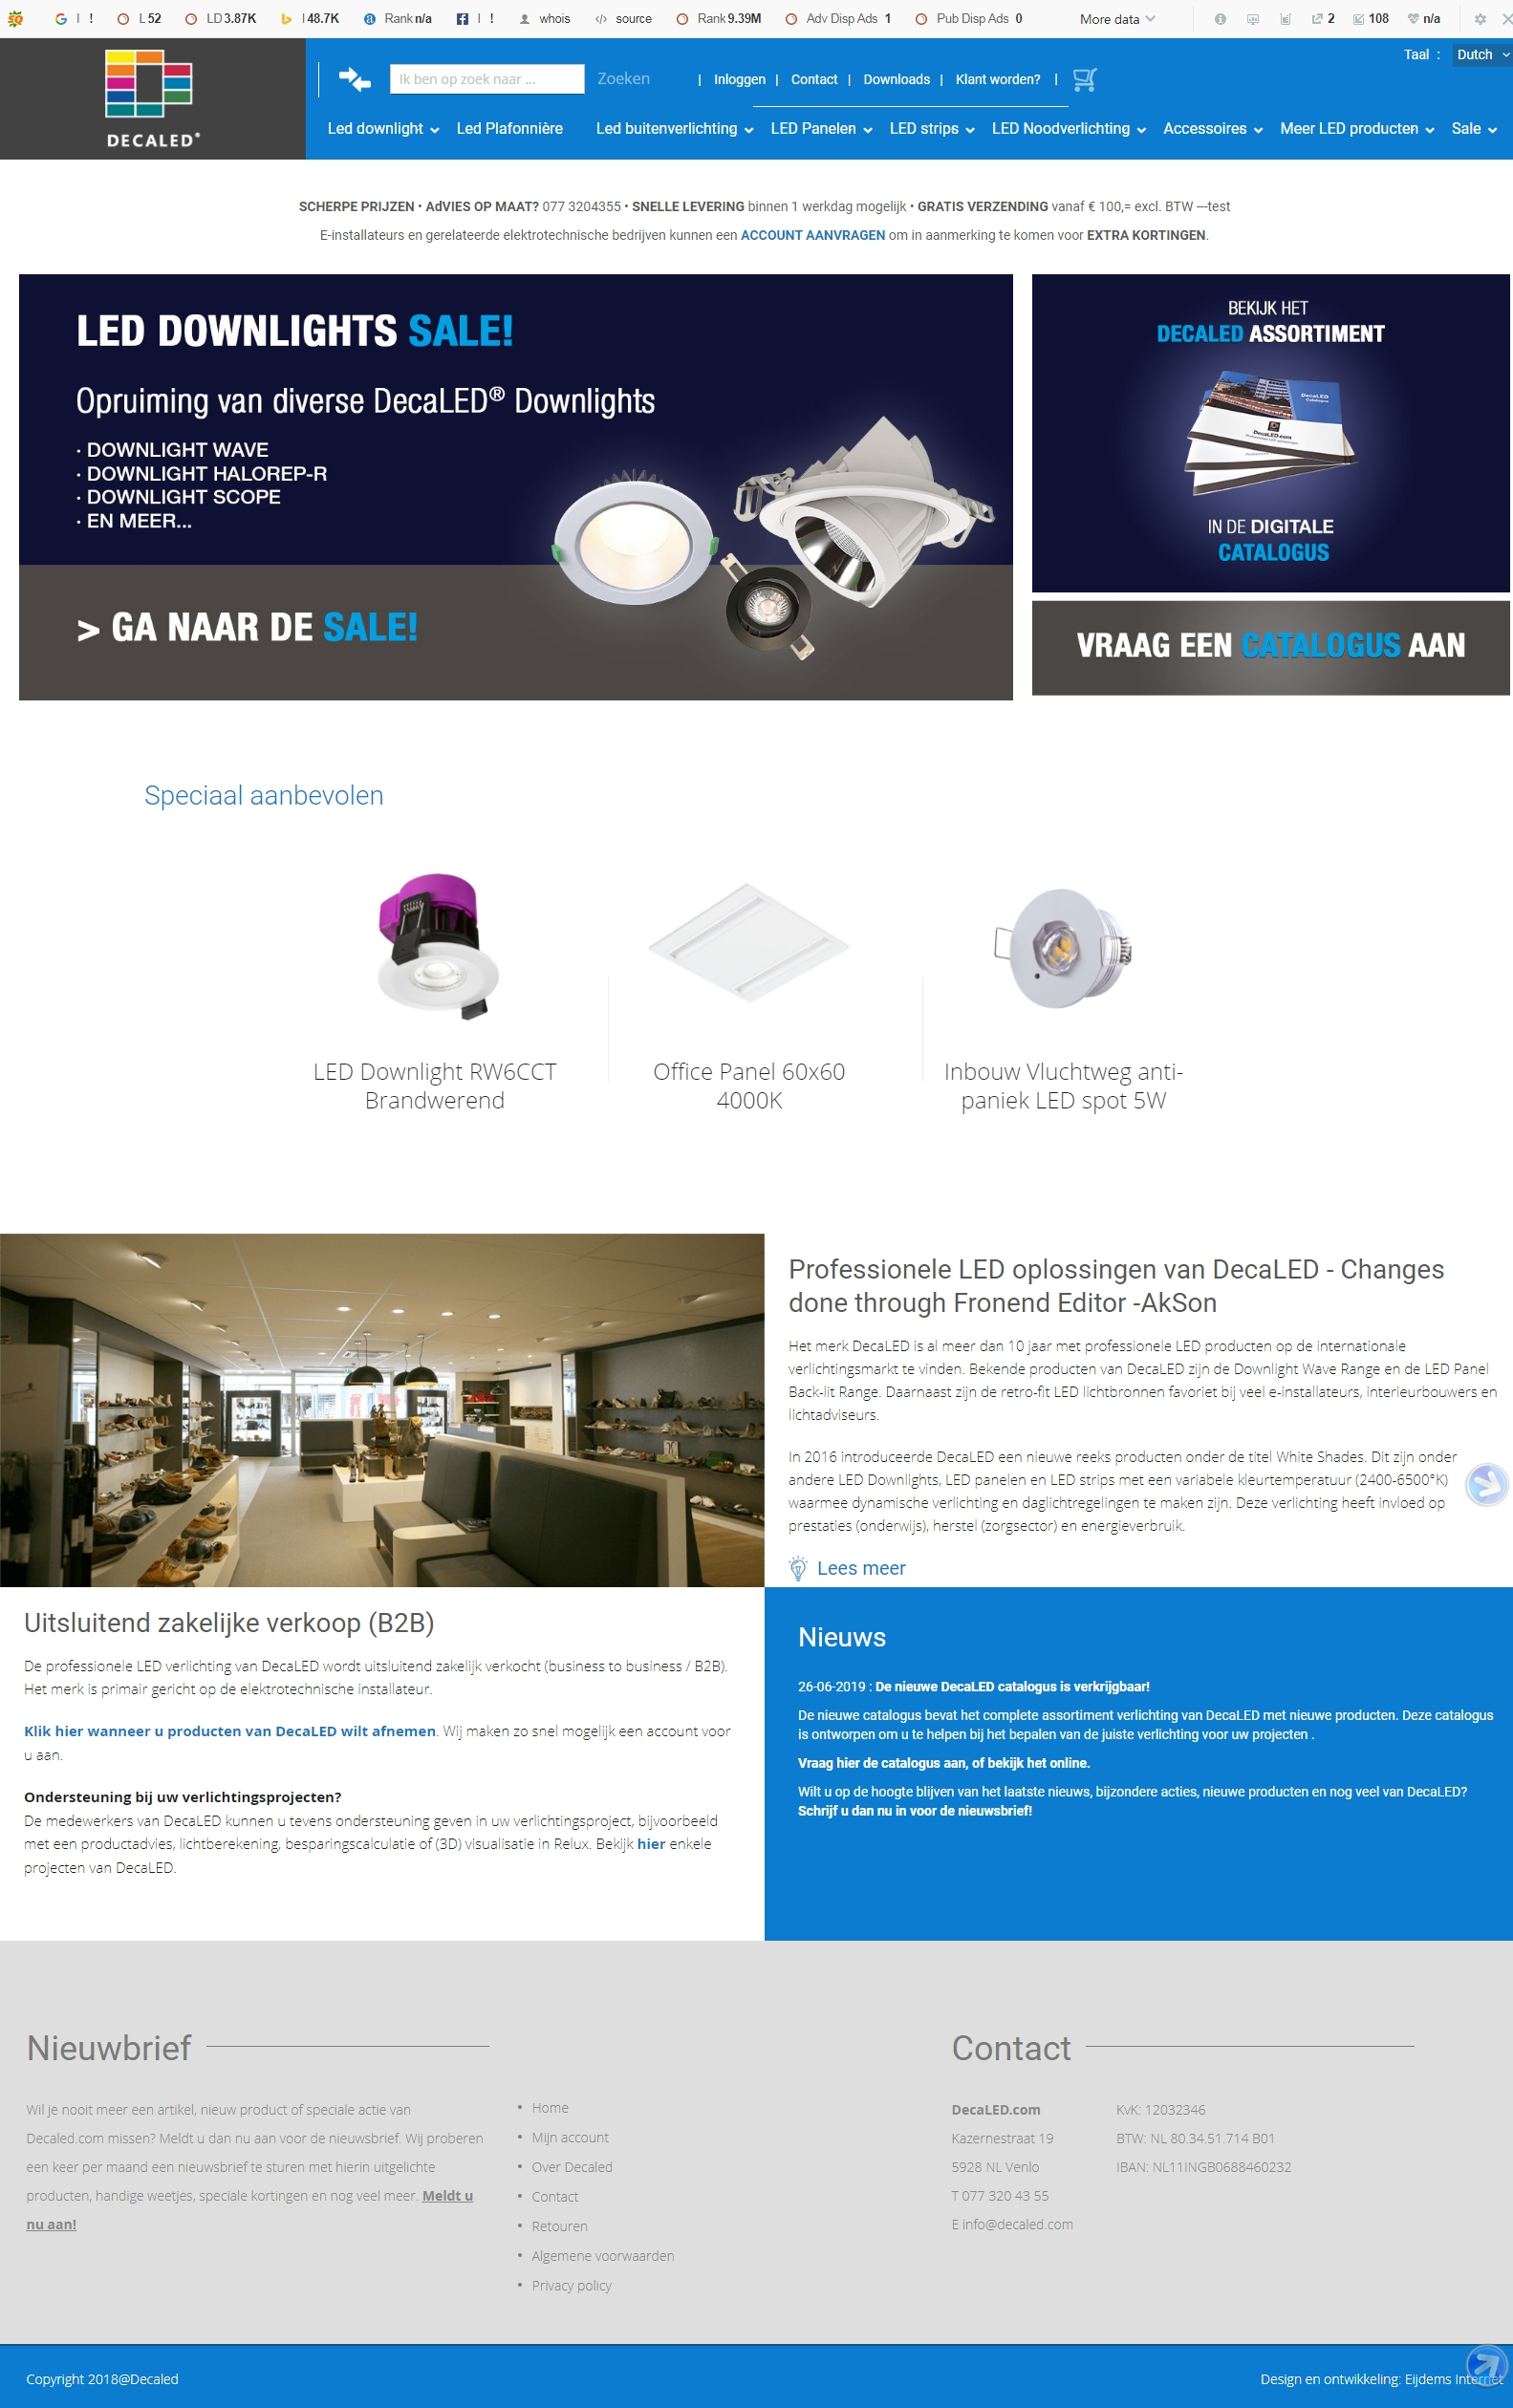 I !
L 52
LD 3.87K
I 48.7K
Rank n/a
I !
whois
source
Rank 9.39M
Adv Disp Ads 1
Pub Disp Ads 0
More data
2
108
n/a
DECALED®
Taal : Dutch
Ik ben op zoek naar ... Zoeken | Inloggen | Contact | Downloads | Klant worden? |
Led downlight Led Plafonnière Led buitenverlichting LED Panelen LED strips LED Noodverlichting Accessoires Meer LED producten Sale
SCHERPE PRIJZEN • AdVIES OP MAAT? 077 3204355 • SNELLE LEVERING binnen 1 werkdag mogelijk • GRATIS VERZENDING vanaf € 100,= excl. BTW ---test
E-installateurs en gerelateerde elektrotechnische bedrijven kunnen een ACCOUNT AANVRAGEN om in aanmerking te komen voor EXTRA KORTINGEN.
LED DOWNLIGHTS SALE!
Opruiming van diverse DecaLED® Downlights
· DOWNLIGHT WAVE
· DOWNLIGHT HALOREP-R
· DOWNLIGHT SCOPE
· EN MEER...
> GA NAAR DE SALE!
BEKIJK HET
DECALED ASSORTIMENT
DecaLED
Catalogue
DecaLED.com
IN DE DIGITALE
CATALOGUS
VRAAG EEN CATALOGUS AAN
Speciaal aanbevolen
LED Downlight RW6CCT
Brandwerend
Office Panel 60x60
4000K
Inbouw Vluchtweg anti-
paniek LED spot 5W
Professionele LED oplossingen van DecaLED - Changes
done through Fronend Editor -AkSon
Het merk DecaLED is al meer dan 10 jaar met professionele LED producten op de internationale
verlichtingsmarkt te vinden. Bekende producten van DecaLED zijn de Downlight Wave Range en de LED Panel
Back-lit Range. Daarnaast zijn de retro-fit LED lichtbronnen favoriet bij veel e-installateurs, interieurbouwers en
lichtadviseurs.
In 2016 introduceerde DecaLED een nieuwe reeks producten onder de titel White Shades. Dit zijn onder
andere LED Downlights, LED panelen en LED strips met een variabele kleurtemperatuur (2400-6500°K)
waarmee dynamische verlichting en daglichtregelingen te maken zijn. Deze verlichting heeft invloed op
prestaties (onderwijs), herstel (zorgsector) en energieverbruik.
Lees meer
Uitsluitend zakelijke verkoop (B2B)
De professionele LED verlichting van DecaLED wordt uitsluitend zakelijk verkocht (business to business / B2B).
Het merk is primair gericht op de elektrotechnische installateur.
Klik hier wanneer u producten van DecaLED wilt afnemen. Wij maken zo snel mogelijk een account voor
u aan.
Ondersteuning bij uw verlichtingsprojecten?
De medewerkers van DecaLED kunnen u tevens ondersteuning geven in uw verlichtingsproject, bijvoorbeeld
met een productadvies, lichtberekening, besparingscalculatie of (3D) visualisatie in Relux. Bekijk hier enkele
projecten van DecaLED.
Nieuws
26-06-2019 : De nieuwe DecaLED catalogus is verkrijgbaar!
De nieuwe catalogus bevat het complete assortiment verlichting van DecaLED met nieuwe producten. Deze catalogus
is ontworpen om u te helpen bij het bepalen van de juiste verlichting voor uw projecten .
Vraag hier de catalogus aan, of bekijk het online.
Wilt u op de hoogte blijven van het laatste nieuws, bijzondere acties, nieuwe producten en nog veel van DecaLED?
Schrijf u dan nu in voor de nieuwsbrief!
Nieuwbrief
Wil je nooit meer een artikel, nieuw product of speciale actie van
Decaled.com missen? Meldt u dan nu aan voor de nieuwsbrief. Wij proberen
een keer per maand een nieuwsbrief te sturen met hierin uitgelichte
producten, handige weetjes, speciale kortingen en nog veel meer. Meldt u
nu aan!
• Home
• Mijn account
• Over Decaled
• Contact
• Retouren
• Algemene voorwaarden
• Privacy policy
Contact
DecaLED.com
Kazernestraat 19
5928 NL Venlo
T 077 320 43 55
E info@decaled.com
KvK: 12032346
BTW: NL 80.34.51.714 B01
IBAN: NL11INGB0688460232
Copyright 2018@Decaled
Design en ontwikkeling: Eijdems Internet